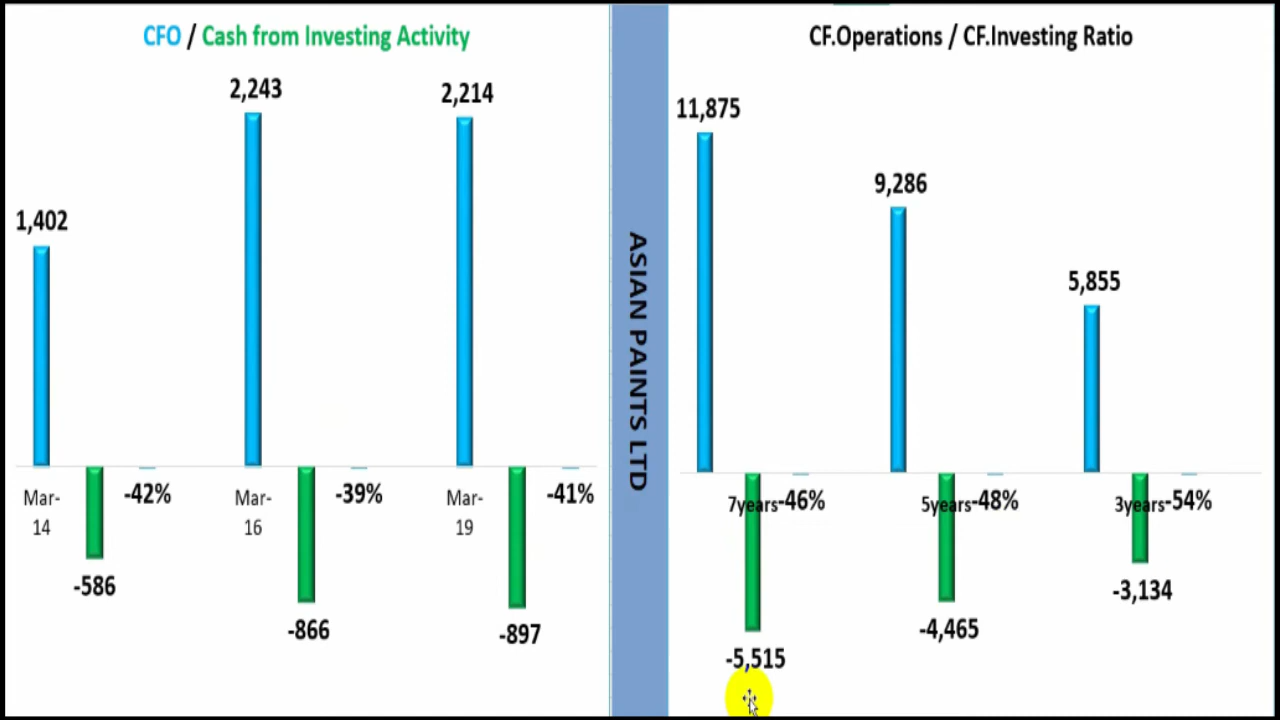 CFO / Cash from Investing Activity
2,243
2,214
1,402
Mar-
14
-42%
Mar-
16
-39%
Mar-
19
-41%
-586
-866
-897
ASIAN PAINTS LTD
CF.Operations / CF.Investing Ratio
11,875
9,286
5,855
7years-46%
5years-48%
3years-54%
-5,515
-4,465
-3,134